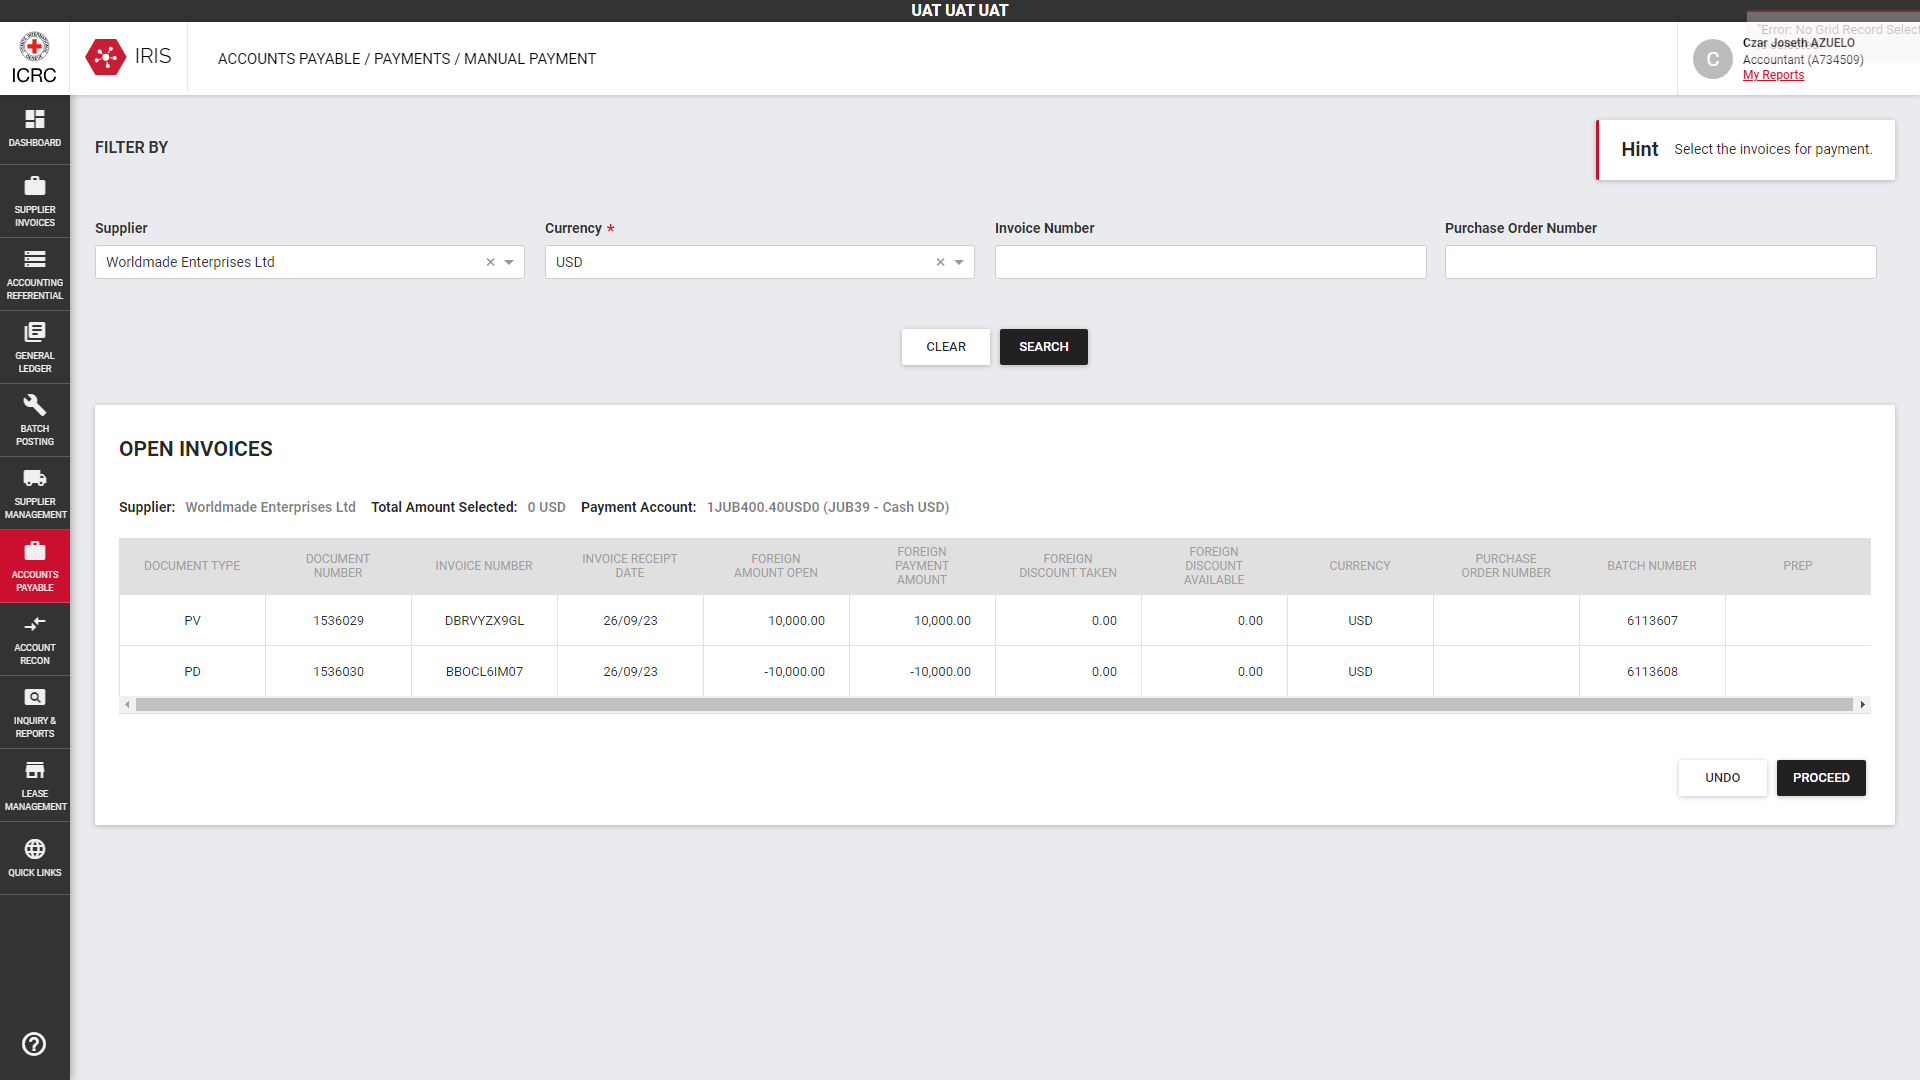 UAT UAT UAT
ICRC
IRIS
ACCOUNTS PAYABLE / PAYMENTS / MANUAL PAYMENT
"Error: No Grid Record Select
C
Czar Joseth AZUELO
Accountant (A734509)
My Reports
DASHBOARD
SUPPLIER
INVOICES
ACCOUNTING
REFERENTIAL
GENERAL
LEDGER
BATCH
POSTING
SUPPLIER
MANAGEMENT
ACCOUNTS
PAYABLE
ACCOUNT
RECON
INQUIRY &
REPORTS
LEASE
MANAGEMENT
QUICK LINKS
FILTER BY
Hint Select the invoices for payment.
Supplier Currency * Invoice Number Purchase Order Number
Worldmade Enterprises Ltd USD
CLEAR SEARCH
OPEN INVOICES
Supplier: Worldmade Enterprises Ltd Total Amount Selected: 0 USD Payment Account: 1JUB400.40USD0 (JUB39 - Cash USD)
DOCUMENT TYPE DOCUMENT NUMBER INVOICE NUMBER INVOICE RECEIPT DATE FOREIGN AMOUNT OPEN FOREIGN PAYMENT AMOUNT FOREIGN DISCOUNT TAKEN FOREIGN DISCOUNT AVAILABLE CURRENCY PURCHASE ORDER NUMBER BATCH NUMBER PREP
PV 1536029 DBRVYZX9GL 26/09/23 10,000.00 10,000.00 0.00 0.00 USD 6113607
PD 1536030 BBOCL6IM07 26/09/23 -10,000.00 -10,000.00 0.00 0.00 USD 6113608
UNDO PROCEED